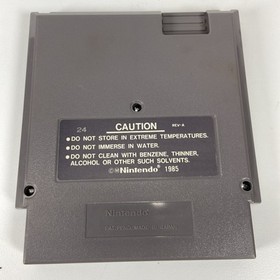 24 CAUTION REV-A
• DO NOT STORE IN EXTREME TEMPERATURES.
• DO NOT IMMERSE IN WATER.
• DO NOT CLEAN WITH BENZENE, THINNER,
ALCOHOL OR OTHER SUCH SOLVENTS.
©®Nintendo® 1985
Nintendo